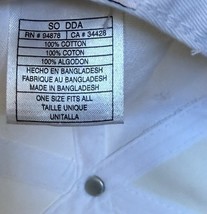 SO DDA
RN # 94878 CA # 34428
100% COTTON
100% COTON
100% ALGODON
HECHO EN BANGLADESH
FABRIQUE AU BANGLADESH
MADE IN BANGLADESH
ONE SIZE FITS ALL
TAILLE UNIQUE
UNITALLA